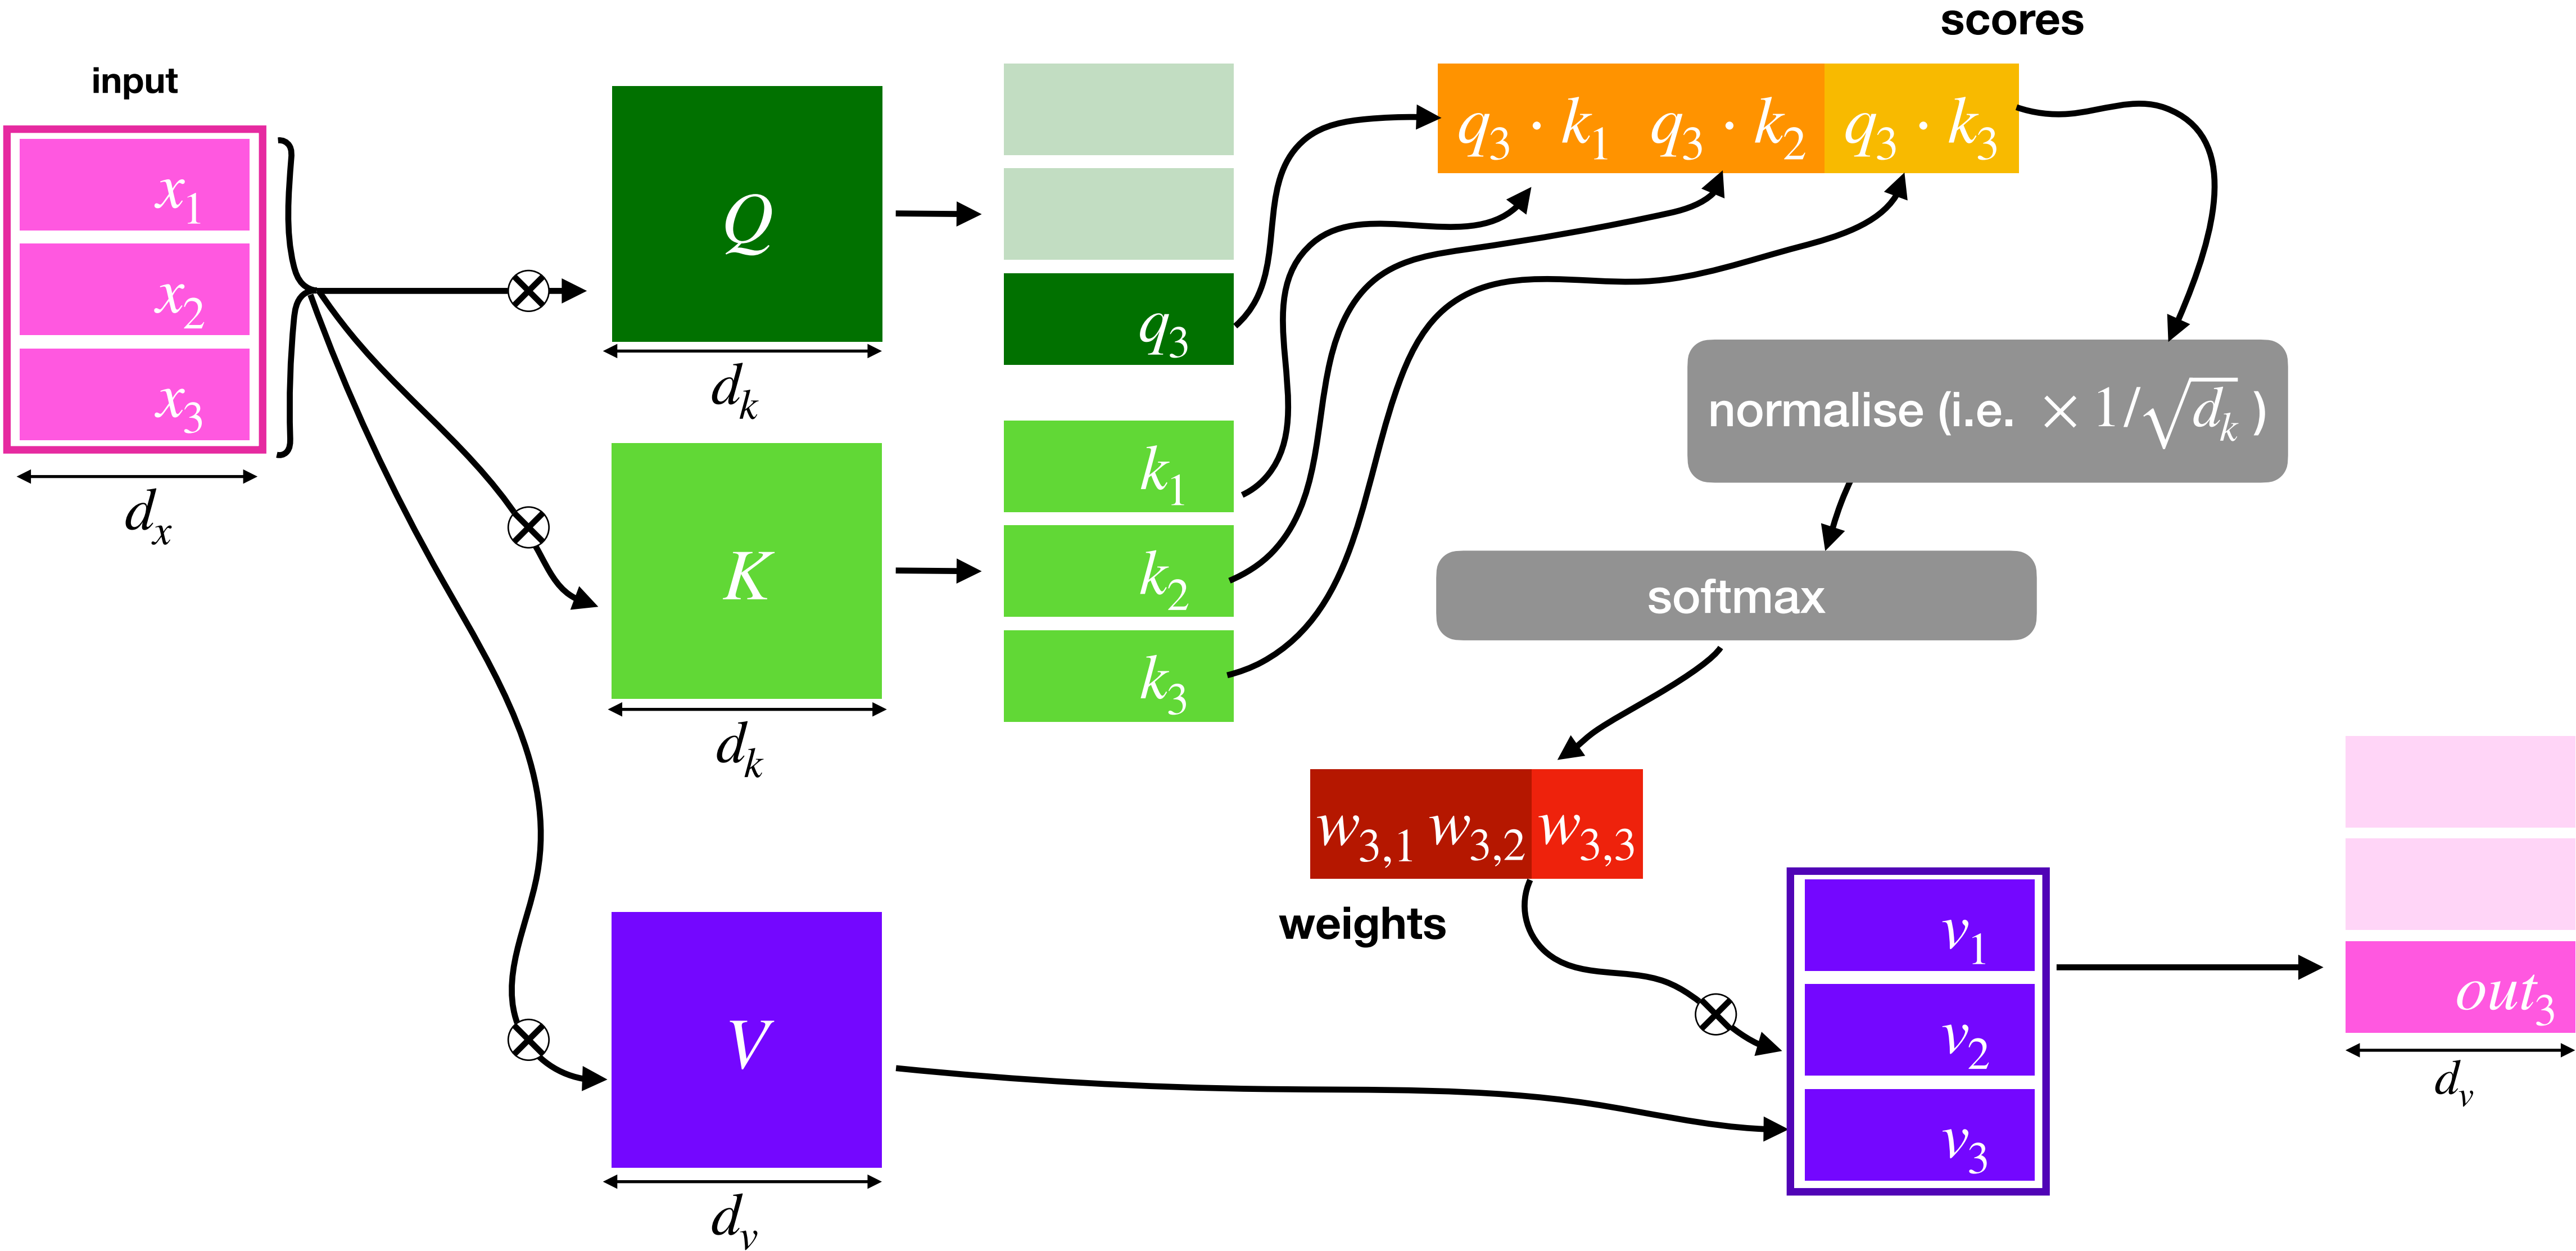 scores
input
x₁
x₂
x₃
dₓ
Q
dₖ
K
dₖ
V
dᵥ
q₃
k₁
k₂
k₃
q₃ · k₁ q₃ · k₂ q₃ · k₃
normalise (i.e. × 1/√dₖ )
softmax
w₃,₁ w₃,₂ w₃,₃
weights
v₁
v₂
v₃
out₃
dᵥ